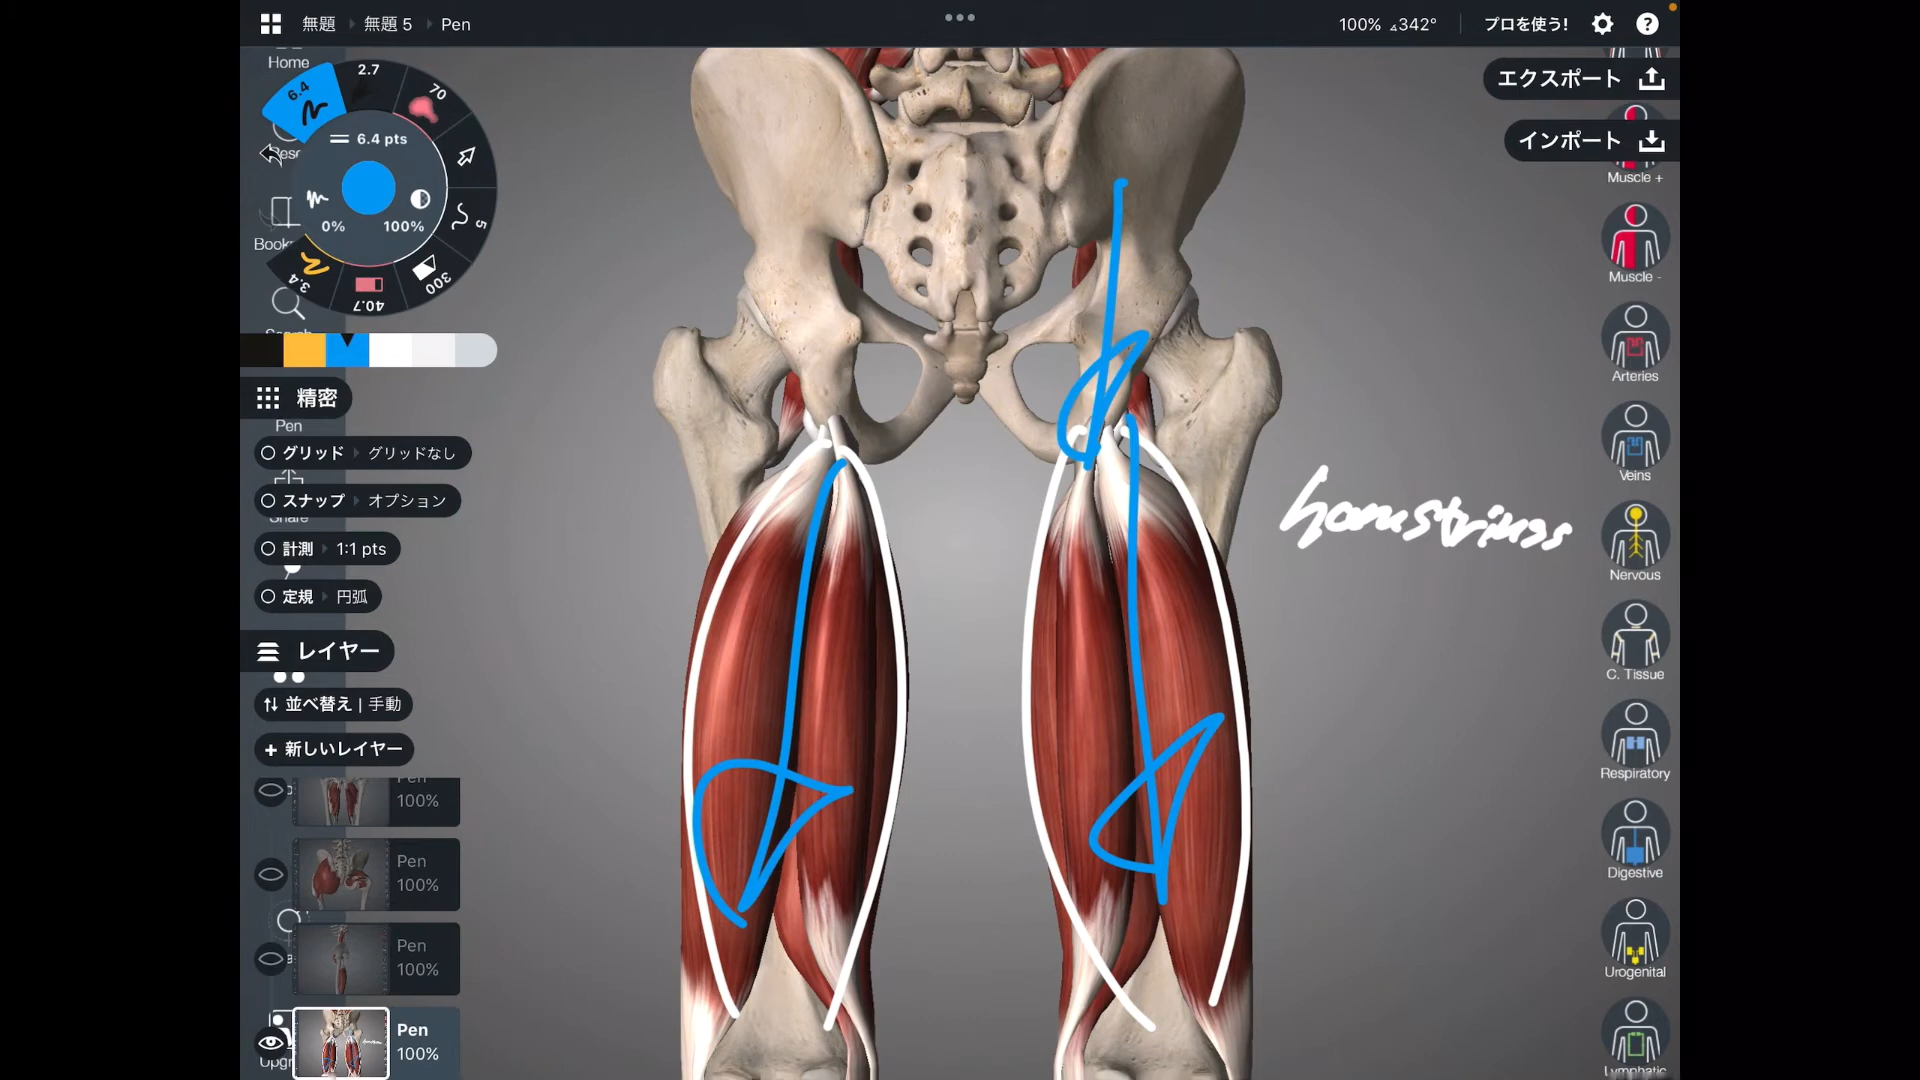 無題 無題 5 Pen
100% ⊿342° プロを使う!
Home
2.7
6.4
70
6.4 pts
0% 100%
5
300
40.7
3.4
精密
Pen
グリッド グリッドなし
スナップ オプション
計測 1:1 pts
定規 円弧
レイヤー
並べ替え | 手動
+ 新しいレイヤー
Pen
100%
Pen
100%
Pen
100%
Pen
100%
エクスポート
インポート
Muscle +
Muscle -
Arteries
Veins
Nervous
C. Tissue
Respiratory
Digestive
Urogenital
Lymphatic